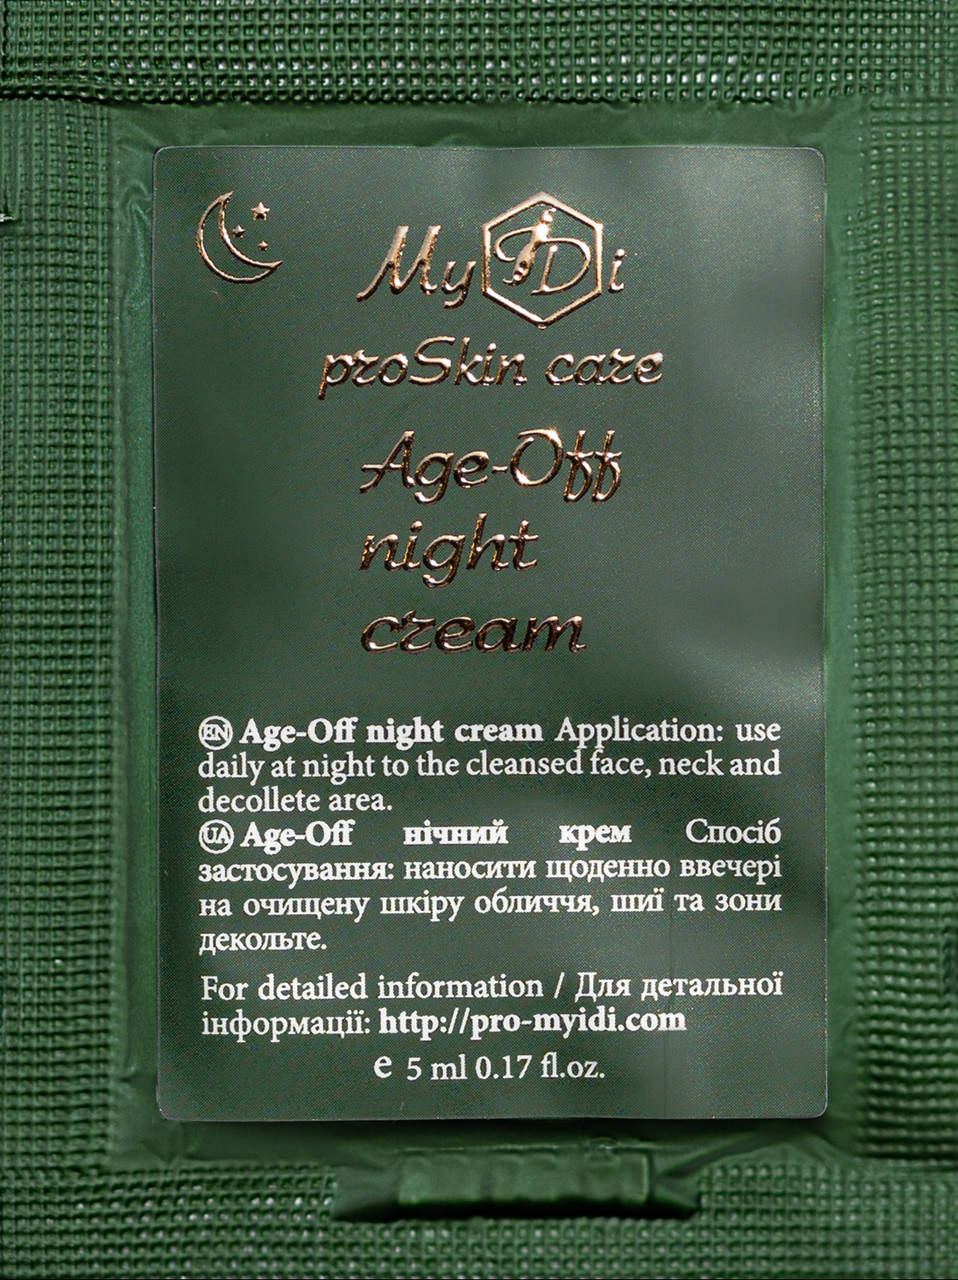 MyiDi
proSkin care
Age-Off
night
cream
EN Age-Off night cream Application: use
daily at night to the cleansed face, neck and
decollete area.
UA Age-Off нічний крем Спосіб
застосування: наносити щоденно ввечері
на очищену шкіру обличчя, шиї та зони
декольте.
For detailed information / Для детальної
інформації: http://pro-myidi.com
e 5 ml 0.17 fl.oz.